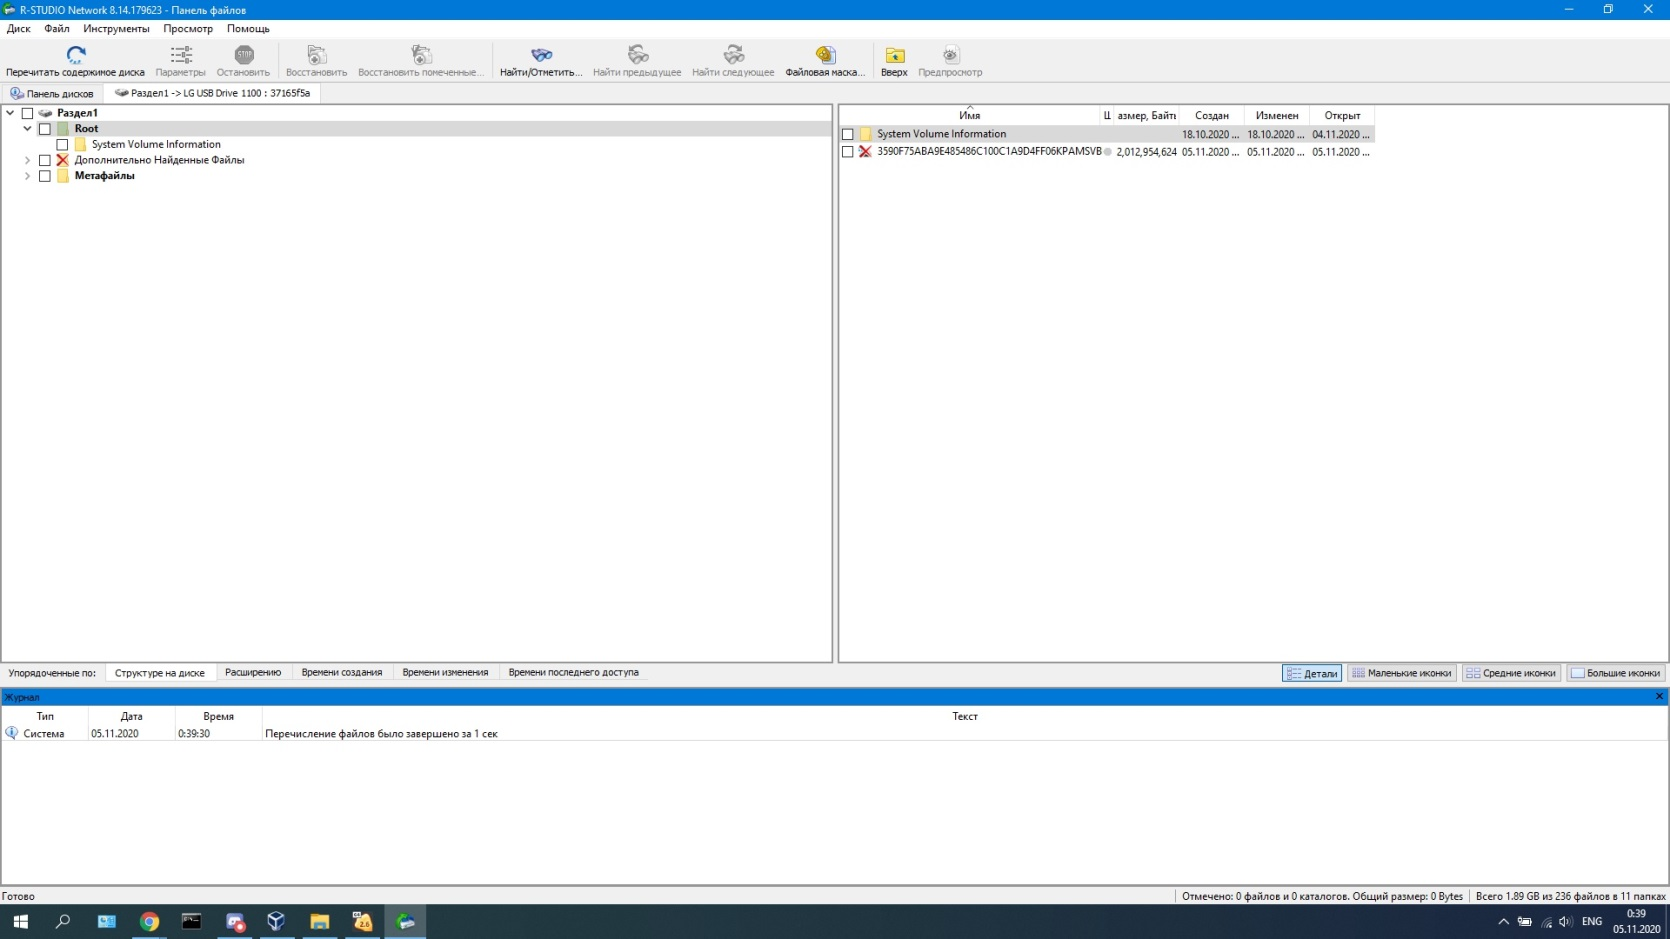 R-STUDIO Network 8.14.179623 - Панель файлов
Диск Файл Инструменты Просмотр Помощь
Перечитать содержимое диска Параметры Остановить Восстановить Восстановить помеченные... Найти/Отметить... Найти предыдущее Найти следующее Файловая маска... Вверх Предпросмотр
Панель дисков Раздел1 -> LG USB Drive 1100 : 37165f5a
Раздел1
Root
System Volume Information
Дополнительно Найденные Файлы
Метафайлы
Имя Ц азмер, Байты Создан Изменен Открыт
System Volume Information 18.10.2020 ... 18.10.2020 ... 04.11.2020 ...
3590F75ABA9E485486C100C1A9D4FF06KPAMSVB 2,012,954,624 05.11.2020 ... 05.11.2020 ... 05.11.2020 ...
Упорядоченные по: Структуре на диске Расширению Времени создания Времени изменения Времени последнего доступа
Детали Маленькие иконки Средние иконки Большие иконки
Журнал
Тип Дата Время Текст
Система 05.11.2020 0:39:30 Перечисление файлов было завершено за 1 сек
Готово Отмечено: 0 файлов и 0 каталогов. Общий размер: 0 Bytes Всего 1.89 GB из 236 файлов в 11 папках
ENG 0:39
05.11.2020